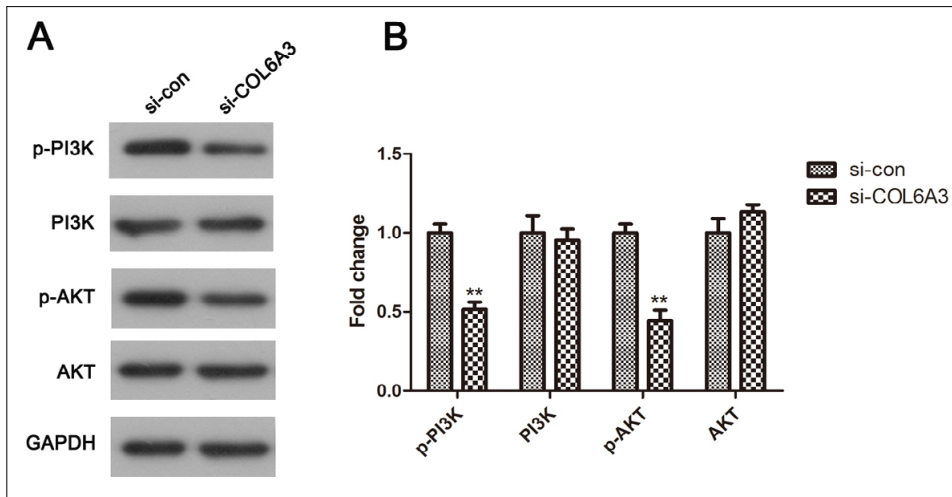 A
si-con
si-COL6A3
p-PI3K
PI3K
p-AKT
AKT
GAPDH
B
1.5
1.0
0.5
0.0
Fold change
**
**
p-PI3K
PI3K
p-AKT
AKT
si-con
si-COL6A3